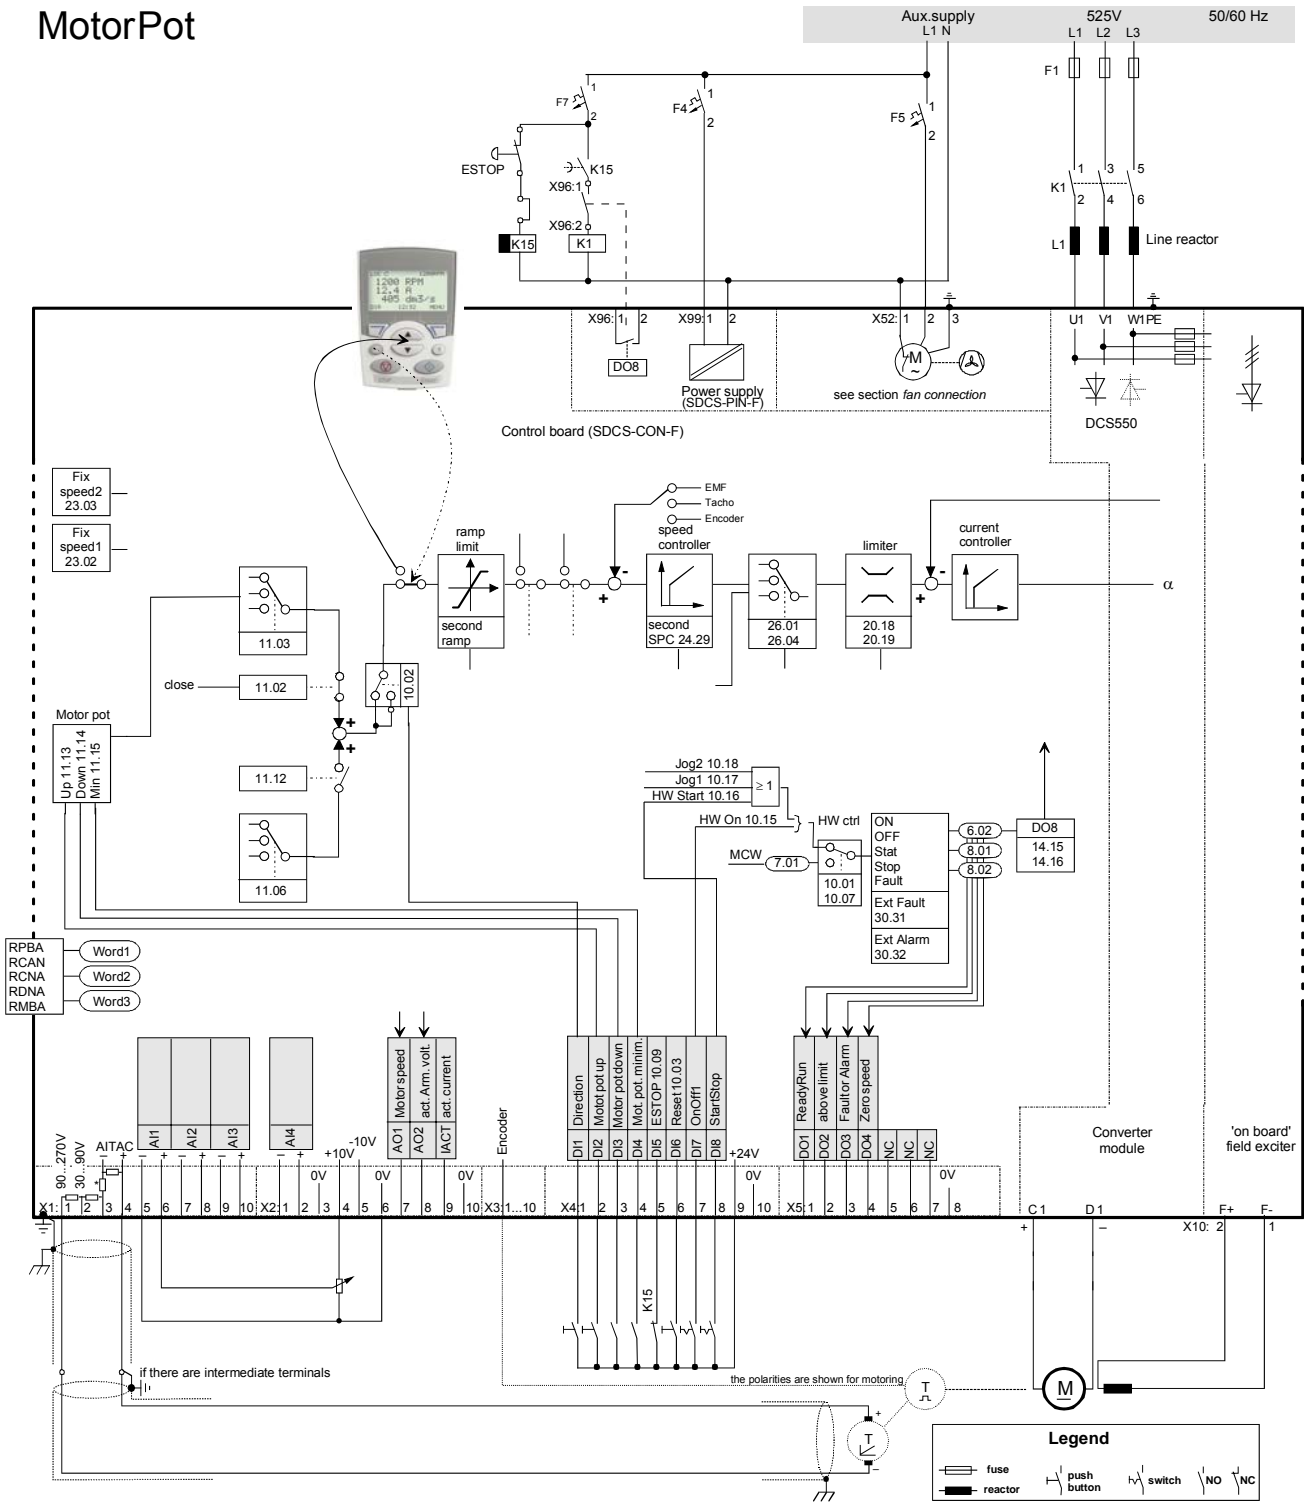 MotorPot
Aux.supply 525V 50/60 Hz
L1 N L1 L2 L3
F1
F7 1 2
F4 1 2
F5 1 2
ESTOP
K15
X96:1
X96:2
K15 K1
K1 1 3 5
2 4 6
L1 Line reactor
1200 RPM
12.4 A
405 dm3/s
X96: 1 2 X99:1 2 X52: 1 2 3 U1 V1 W1 PE
DO8
M
~
Power supply
(SDCS-PIN-F)
see section fan connection
DCS550
Control board (SDCS-CON-F)
Fix
speed2
23.03
Fix
speed1
23.02
EMF
Tacho
Encoder
ramp
limit
speed
controller
limiter
current
controller
- + - +
α
second
ramp
second
SPC 24.29
26.01
26.04
20.18
20.19
11.03
close 11.02
10.02
+
+
Motor pot
Up 11.13
Down 11.14
Min 11.15
11.12
11.06
Jog2 10.18
Jog1 10.17
HW Start 10.16
≥ 1
HW On 10.15 } HW ctrl
MCW 7.01
10.01
10.07
ON
OFF
Stat
Stop
Fault
Ext Fault
30.31
Ext Alarm
30.32
6.02
8.01
8.02
DO8
14.15
14.16
RPBA
RCAN
RCNA
RDNA
RMBA
Word1
Word2
Word3
90...270V
30...90V
AITAC
– +
*
AI1 AI2 AI3
– + – + – +
AI4
– +
+10V
-10V
0V 0V 0V
AO1 Motor speed
AO2 act. Arm. volt.
IACT act. current
Encoder
DI1 Direction
DI2 Motot pot up
DI3 Motor pot down
DI4 Mot. pot. minim.
DI5 ESTOP 10.09
DI6 Reset 10.03
DI7 OnOff1
DI8 StartStop
+24V
0V
DO1 ReadyRun
DO2 above limit
DO3 Fault or Alarm
DO4 Zero speed
NC NC NC
0V
Converter
module
'on board'
field exciter
X1: 1 2 3 4 5 6 7 8 9 10 X2:1 2 3 4 5 6 7 8 9 10 X3:1...10 X4:1 2 3 4 5 6 7 8 9 10 X5:1 2 3 4 5 6 7 8
C 1 D 1 F+ F-
+ – X10: 2 1
K15
if there are intermediate terminals
the polarities are shown for motoring
T
M
T
+
–
Legend
fuse
reactor
push
button
switch
NO
NC